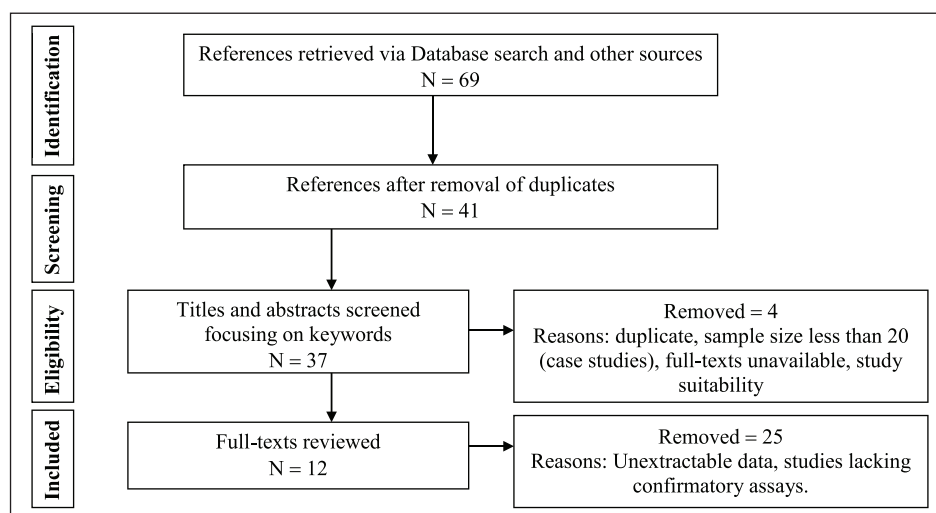 Identification
References retrieved via Database search and other sources
N = 69
Screening
References after removal of duplicates
N = 41
Eligibility
Titles and abstracts screened
focusing on keywords
N = 37
Removed = 4
Reasons: duplicate, sample size less than 20
(case studies), full-texts unavailable, study
suitability
Included
Full-texts reviewed
N = 12
Removed = 25
Reasons: Unextractable data, studies lacking
confirmatory assays.